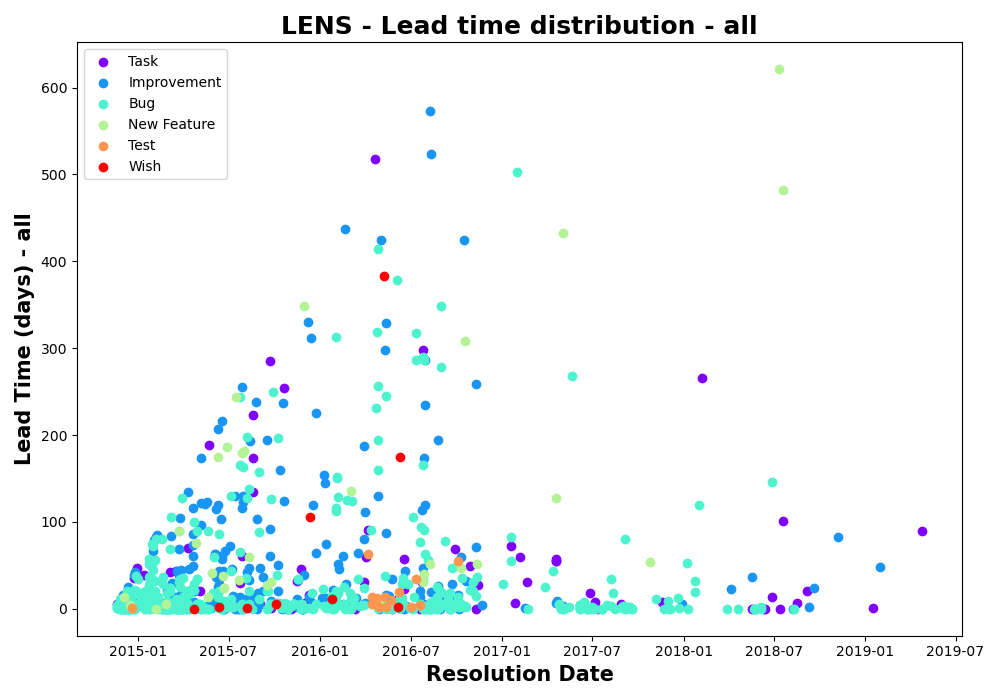 LENS - Lead time distribution - all
Task
Improvement
Bug
New Feature
Test
Wish
Lead Time (days) - all
600
500
400
300
200
100
0
2015-01 2015-07 2016-01 2016-07 2017-01 2017-07 2018-01 2018-07 2019-01 2019-07
Resolution Date